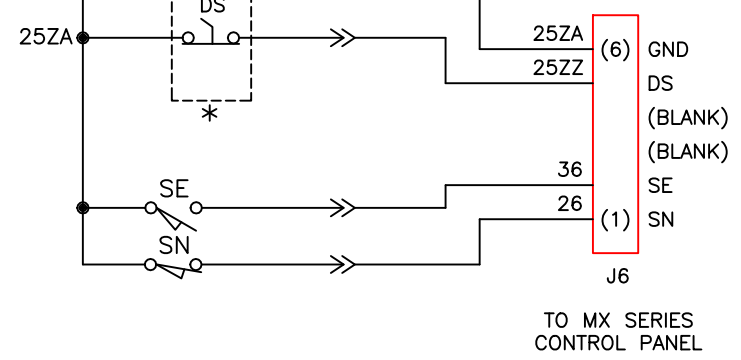 DS
25ZA
25ZA (6) GND
25ZZ DS
(BLANK)
(BLANK)
SE
36 SE
26 (1) SN
SN
J6
TO MX SERIES
CONTROL PANEL